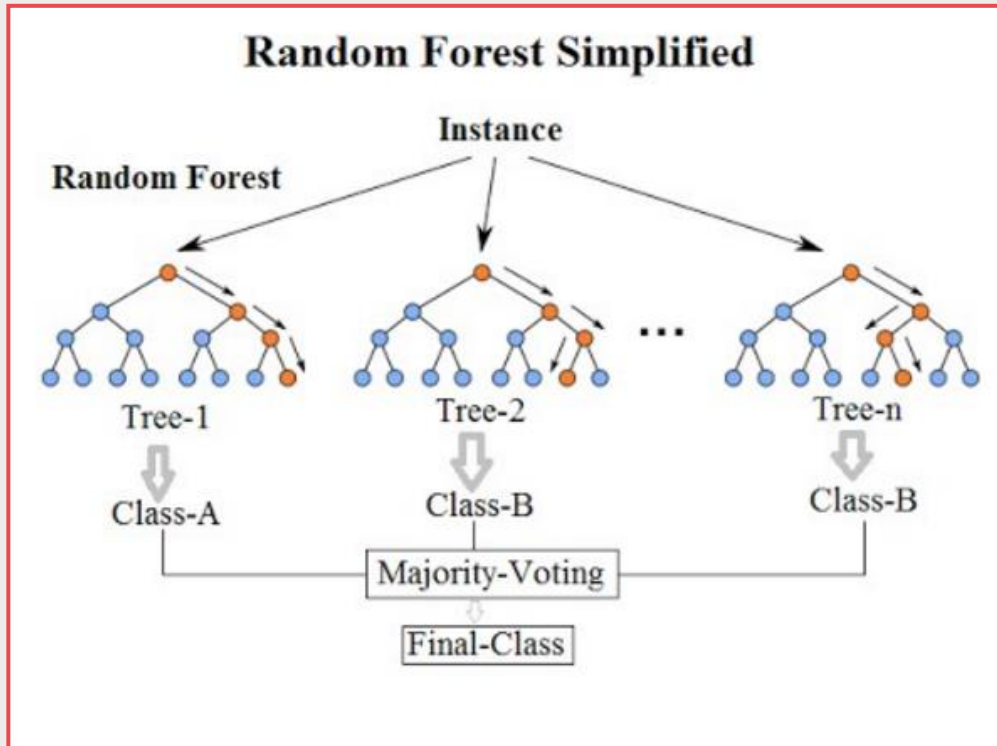 Random Forest Simplified
Instance
Random Forest
...
Tree-1
Tree-2
Tree-n
Class-A
Class-B
Class-B
Majority-Voting
Final-Class